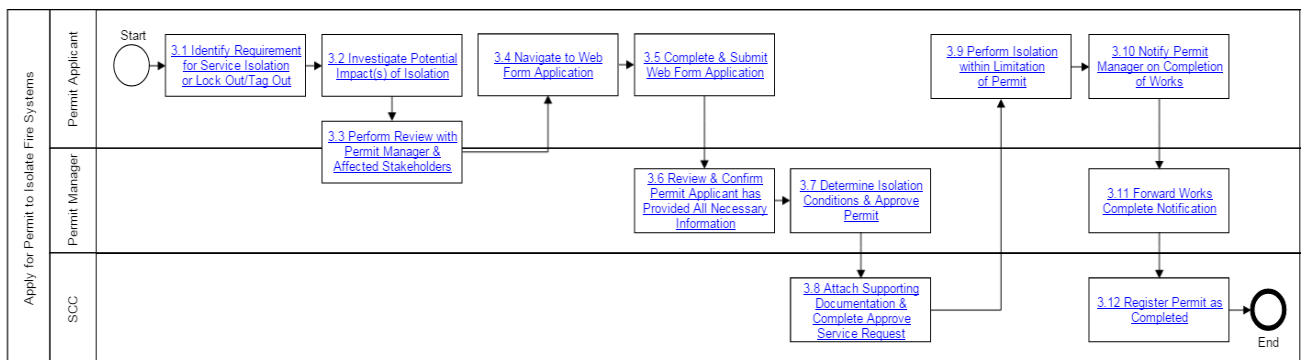 Apply for Permit to Isolate Fire Systems
Permit Applicant
Start
3.1 Identify Requirement
for Service Isolation
or Lock Out/Tag Out
3.2 Investigate Potential
Impact(s) of Isolation
3.3 Perform Review with
Permit Manager &
Affected Stakeholders
3.4 Navigate to Web
Form Application
3.5 Complete & Submit
Web Form Application
3.9 Perform Isolation
within Limitation
of Permit
3.10 Notify Permit
Manager on Completion
of Works
Permit Manager
3.6 Review & Confirm
Permit Applicant has
Provided All Necessary
Information
3.7 Determine Isolation
Conditions & Approve
Permit
3.11 Forward Works
Complete Notification
SCC
3.8 Attach Supporting
Documentation &
Complete Approve
Service Request
3.12 Register Permit as
Completed
End